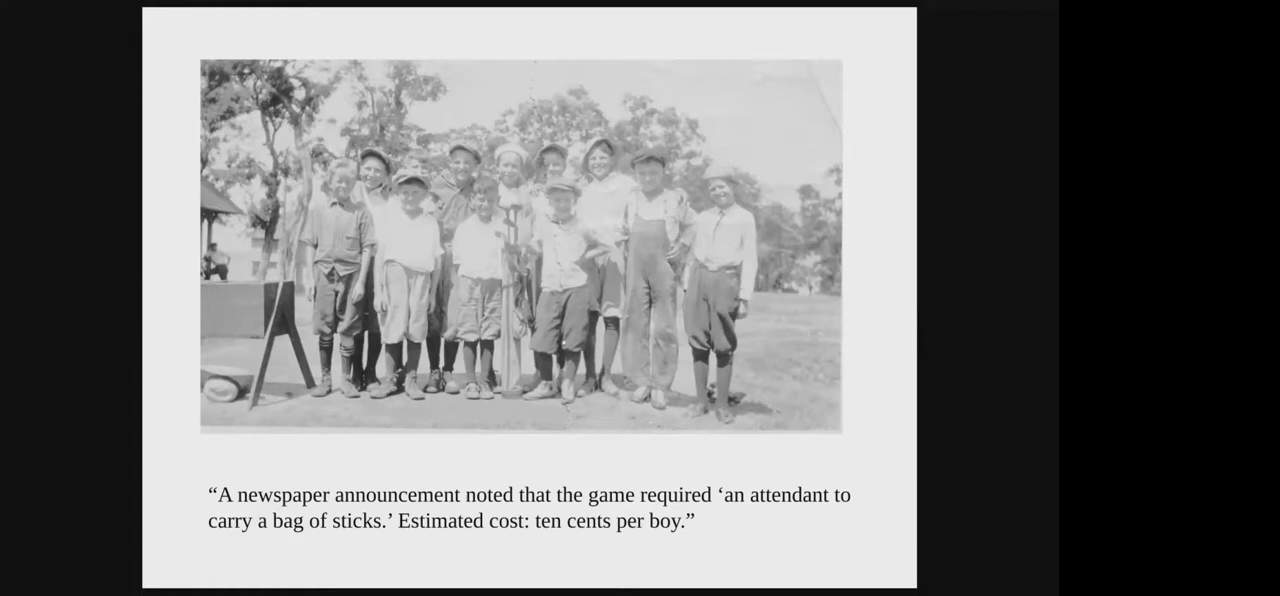 “A newspaper announcement noted that the game required ‘an attendant to
carry a bag of sticks.’ Estimated cost: ten cents per boy.”